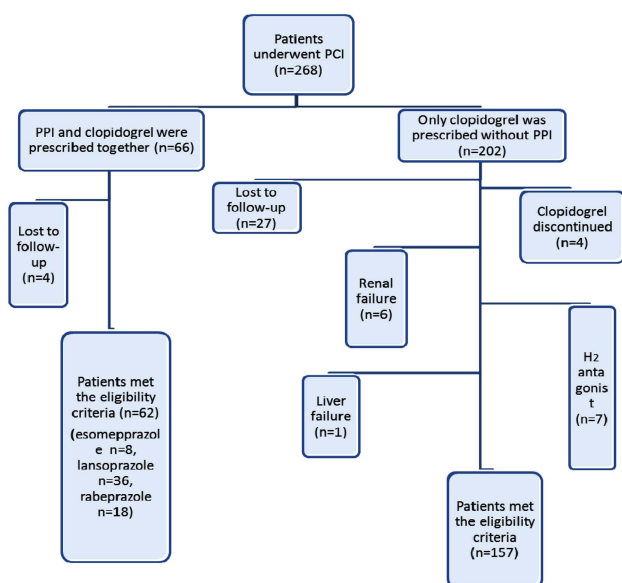 Patients
underwent PCI
(n=268)
PPI and clopidogrel were
prescribed together (n=66)
Only clopidogrel was
prescribed without PPI
(n=202)
Lost to
follow-
up
(n=4)
Lost to
follow-up
(n=27)
Clopidogrel
discontinued
(n=4)
Renal
failure
(n=6)
H2
anta
gonis
t
(n=7)
Liver
failure
(n=1)
Patients met
the eligibility
criteria (n=62)
(esomepprazol
e n=8,
lansoprazole
n=36,
rabeprazole
n=18)
Patients met
the eligibility
criteria
(n=157)